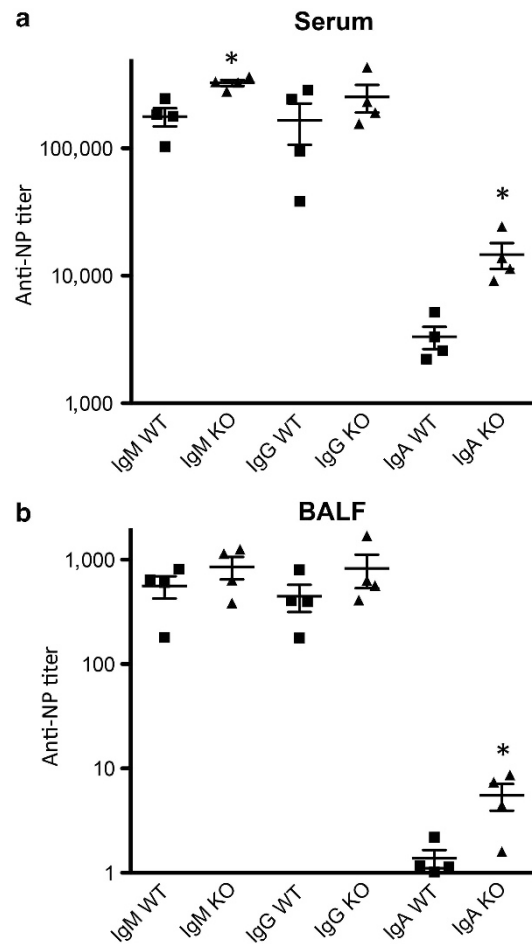 a
Serum
*
Anti-NP titer
100,000
*
10,000
1,000
IgM WT
IgM KO
IgG WT
IgG KO
IgA WT
IgA KO
b
BALF
1,000
Anti-NP titer
100
10
*
1
IgM WT
IgM KO
IgG WT
IgG KO
IgA WT
IgA KO